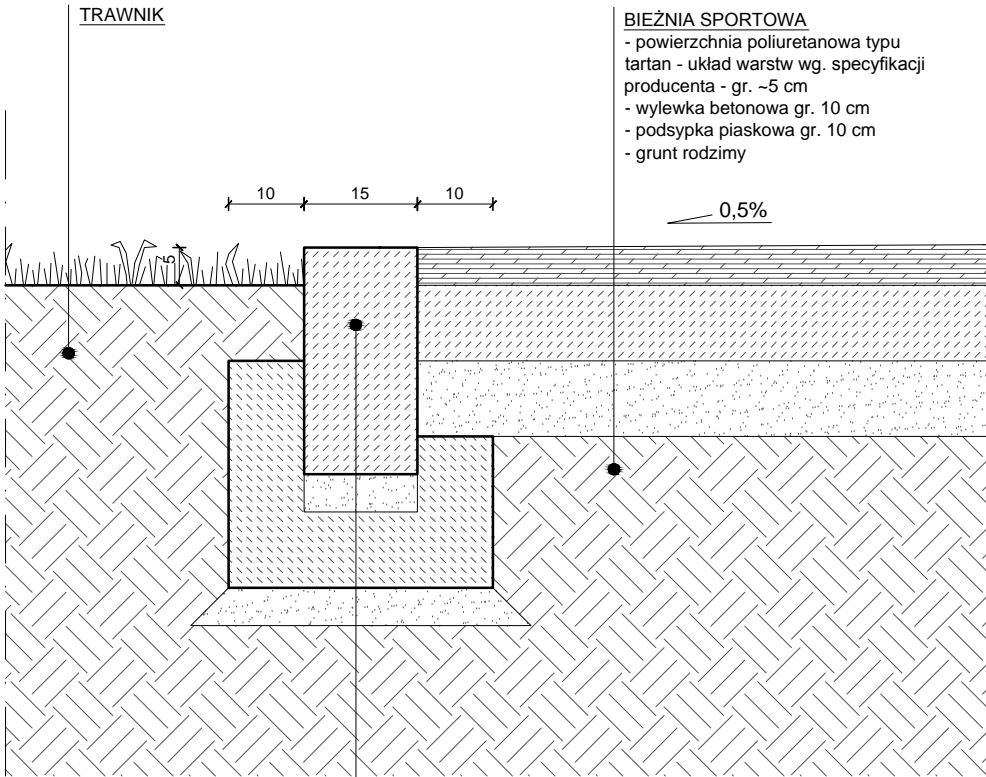 TRAWNIK
BIEŻNIA SPORTOWA
- powierzchnia poliuretanowa typu
tartan - układ warstw wg. specyfikacji
producenta - gr. ~5 cm
- wylewka betonowa gr. 10 cm
- podsypka piaskowa gr. 10 cm
- grunt rodzimy
10
15
10
0,5%
5